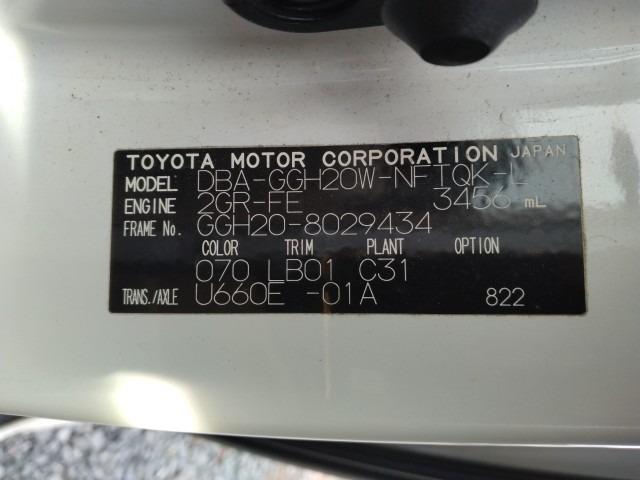 TOYOTA MOTOR CORPORATION JAPAN
MODEL DBA-GGH20W-NFTQK-L
ENGINE 2GR-FE 3456 mL
FRAME No. GGH20-8029434
COLOR TRIM PLANT OPTION
070 LB01 C31
TRANS./AXLE U660E -01A 822